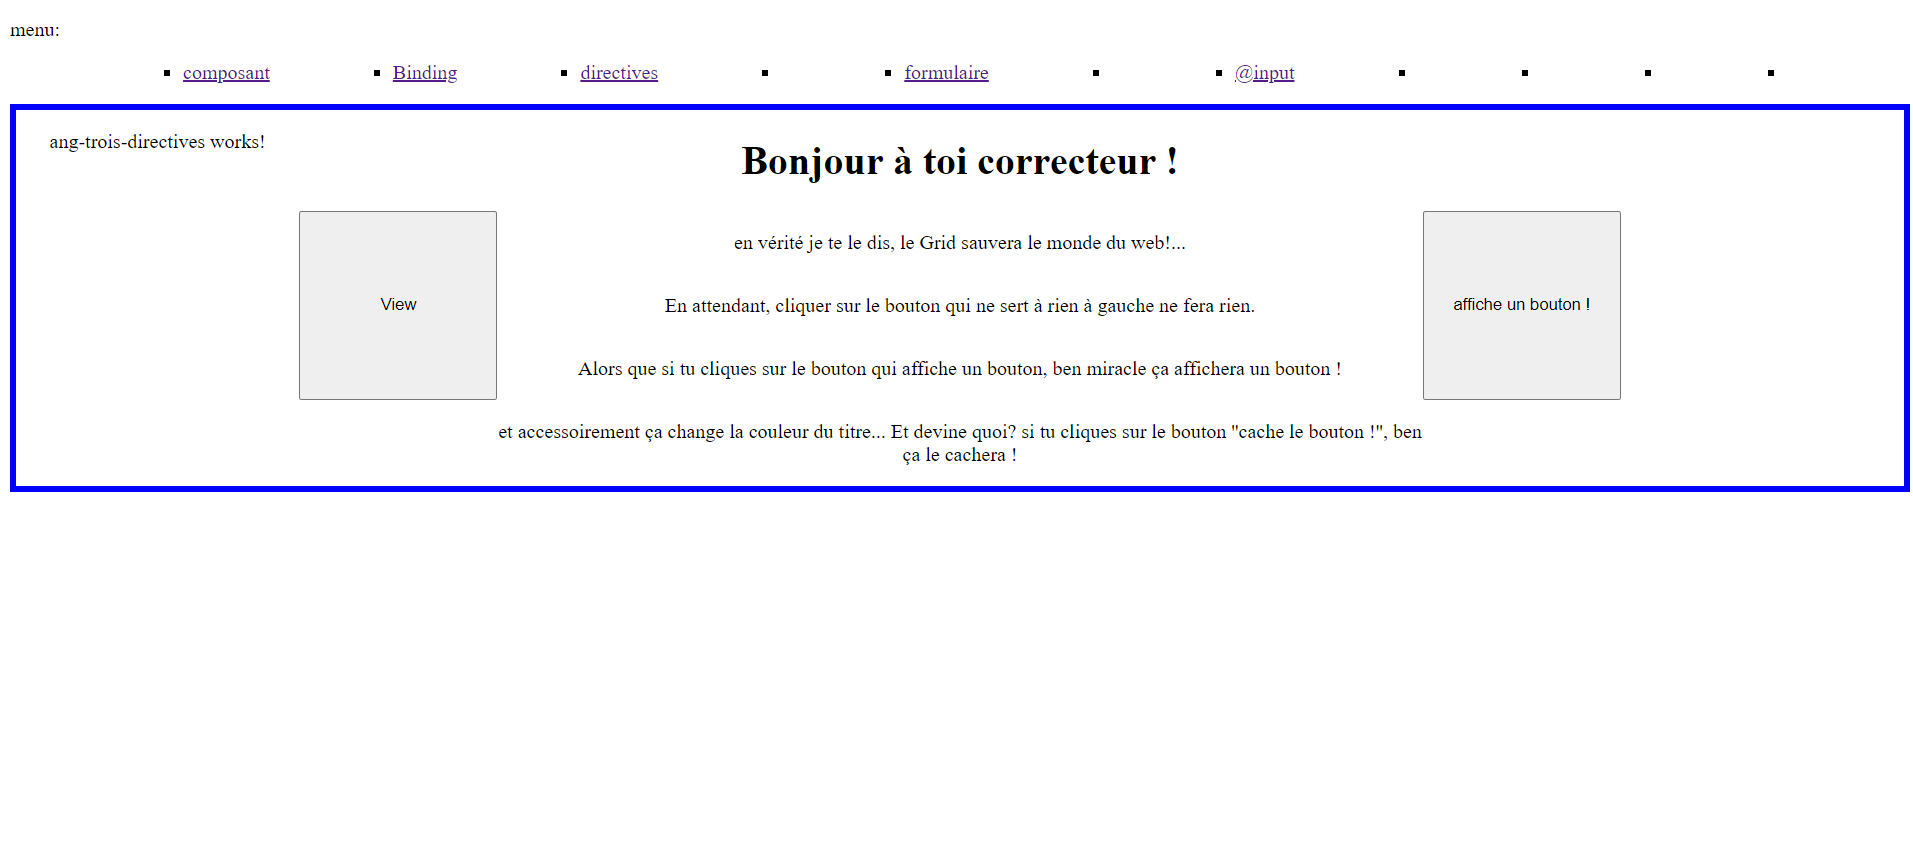 menu:
composant Binding directives formulaire @input
ang-trois-directives works!
Bonjour à toi correcteur !
View
en vérité je te le dis, le Grid sauvera le monde du web!...
En attendant, cliquer sur le bouton qui ne sert à rien à gauche ne fera rien.
affiche un bouton !
Alors que si tu cliques sur le bouton qui affiche un bouton, ben miracle ça affichera un bouton !
et accessoirement ça change la couleur du titre... Et devine quoi? si tu cliques sur le bouton "cache le bouton !", ben
ça le cachera !